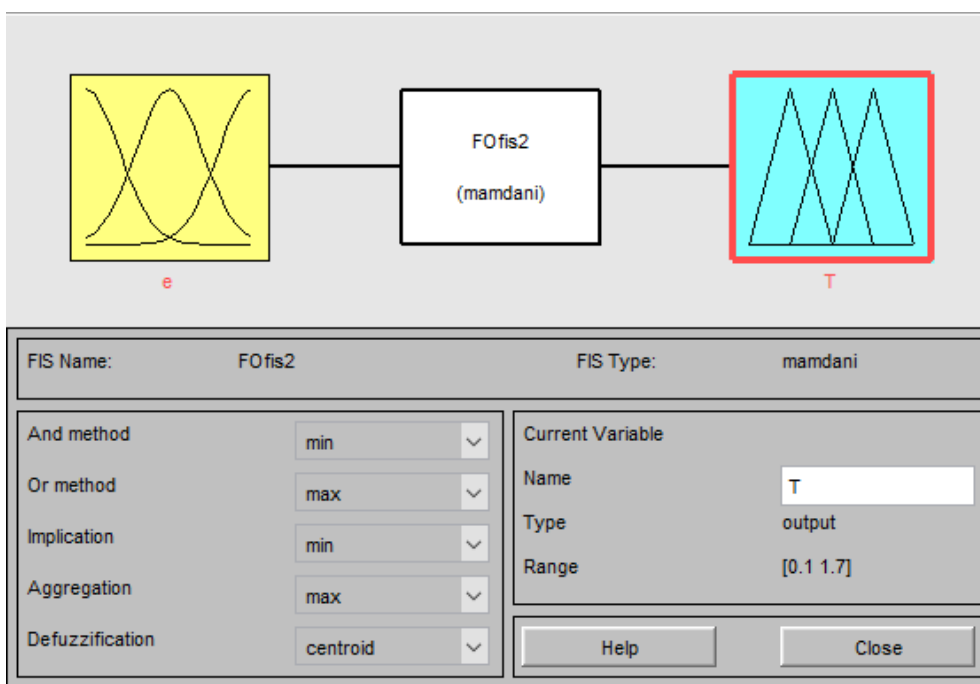 FOfis2
(mamdani)
e
T
FIS Name: FOfis2 FIS Type: mamdani
And method min
Or method max
Implication min
Aggregation max
Defuzzification centroid
Current Variable
Name T
Type output
Range [0.1 1.7]
Help Close